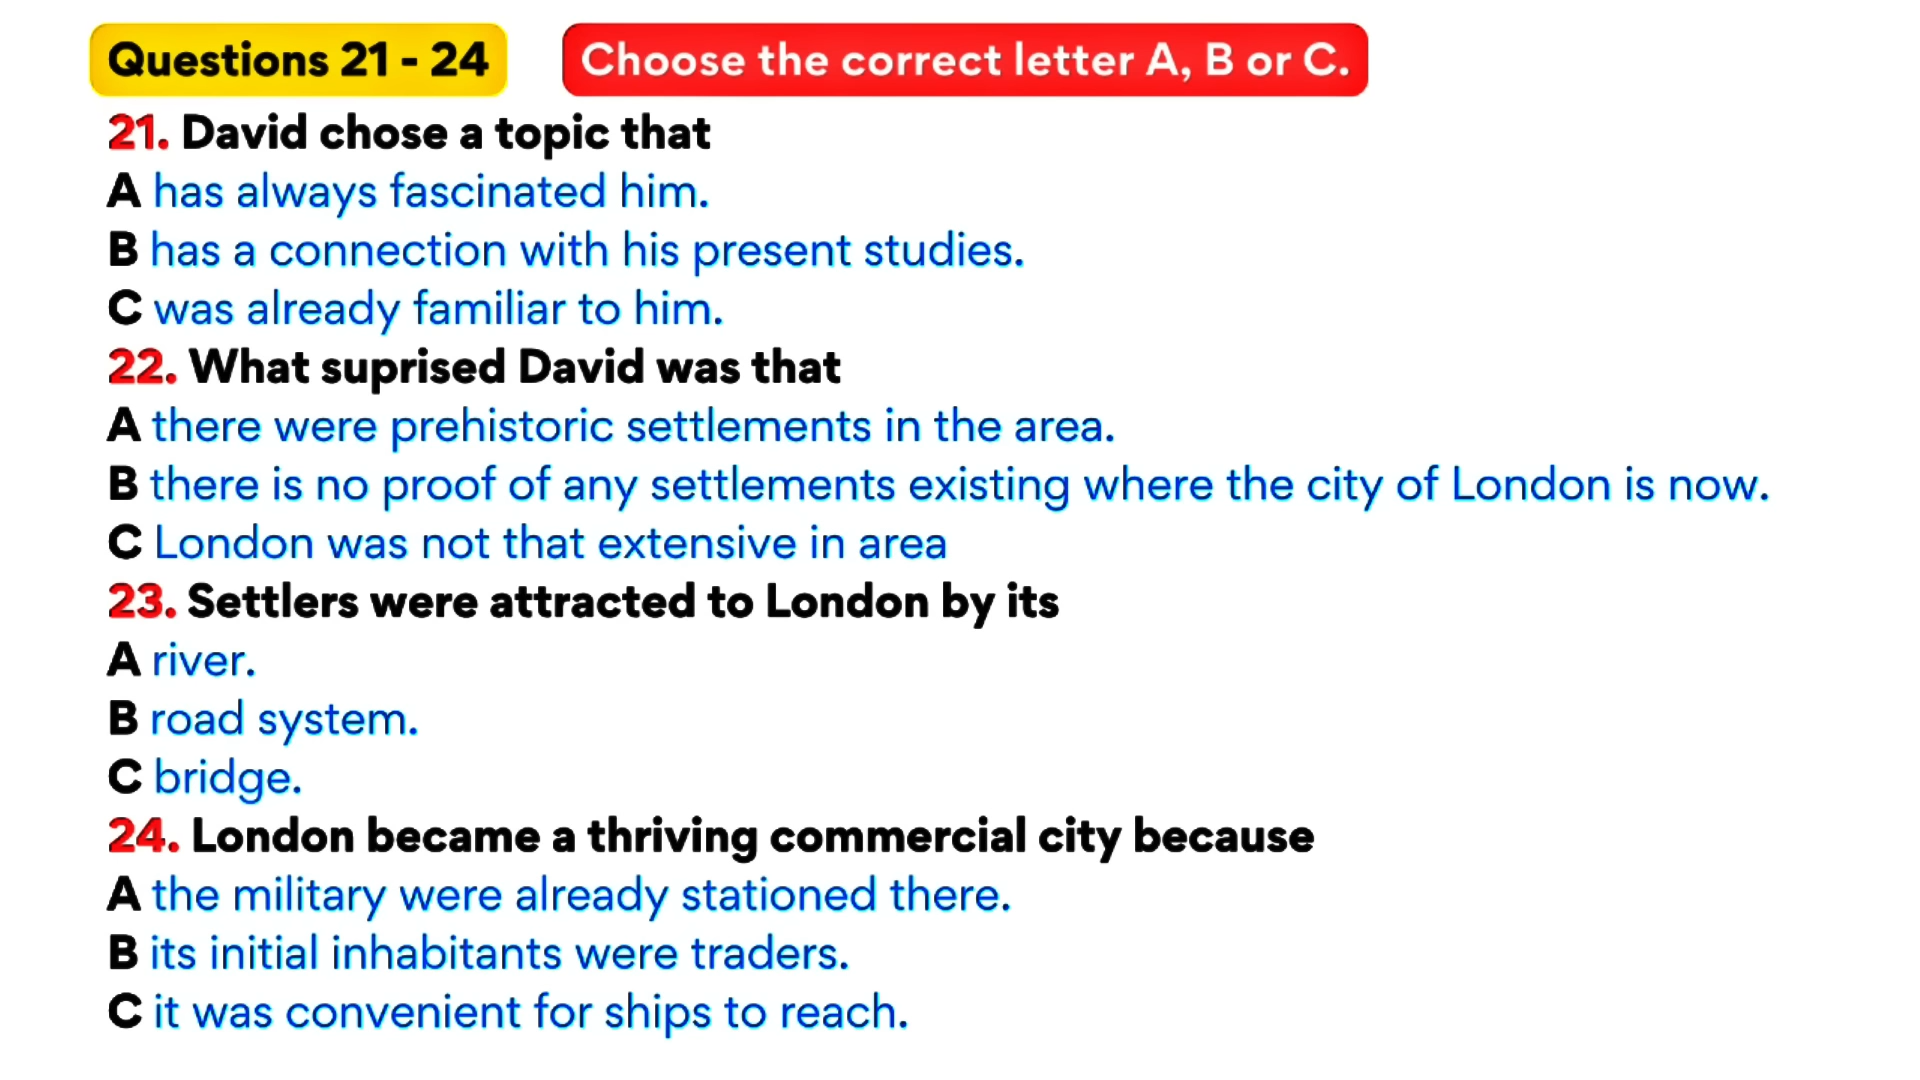 Questions 21 - 24
Choose the correct letter A, B or C.
21. David chose a topic that
A has always fascinated him.
B has a connection with his present studies.
C was already familiar to him.
22. What suprised David was that
A there were prehistoric settlements in the area.
B there is no proof of any settlements existing where the city of London is now.
C London was not that extensive in area
23. Settlers were attracted to London by its
A river.
B road system.
C bridge.
24. London became a thriving commercial city because
A the military were already stationed there.
B its initial inhabitants were traders.
C it was convenient for ships to reach.